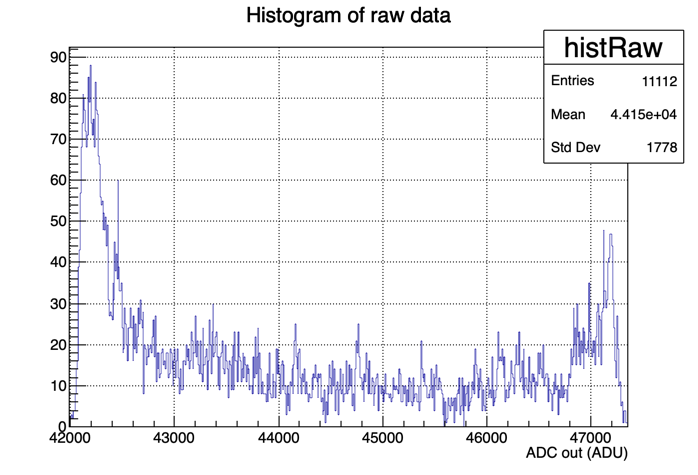 Histogram of raw data
histRaw
Entries 11112
Mean 4.415e+04
Std Dev 1778
90
80
70
60
50
40
30
20
10
0
42000 43000 44000 45000 46000 47000
ADC out (ADU)